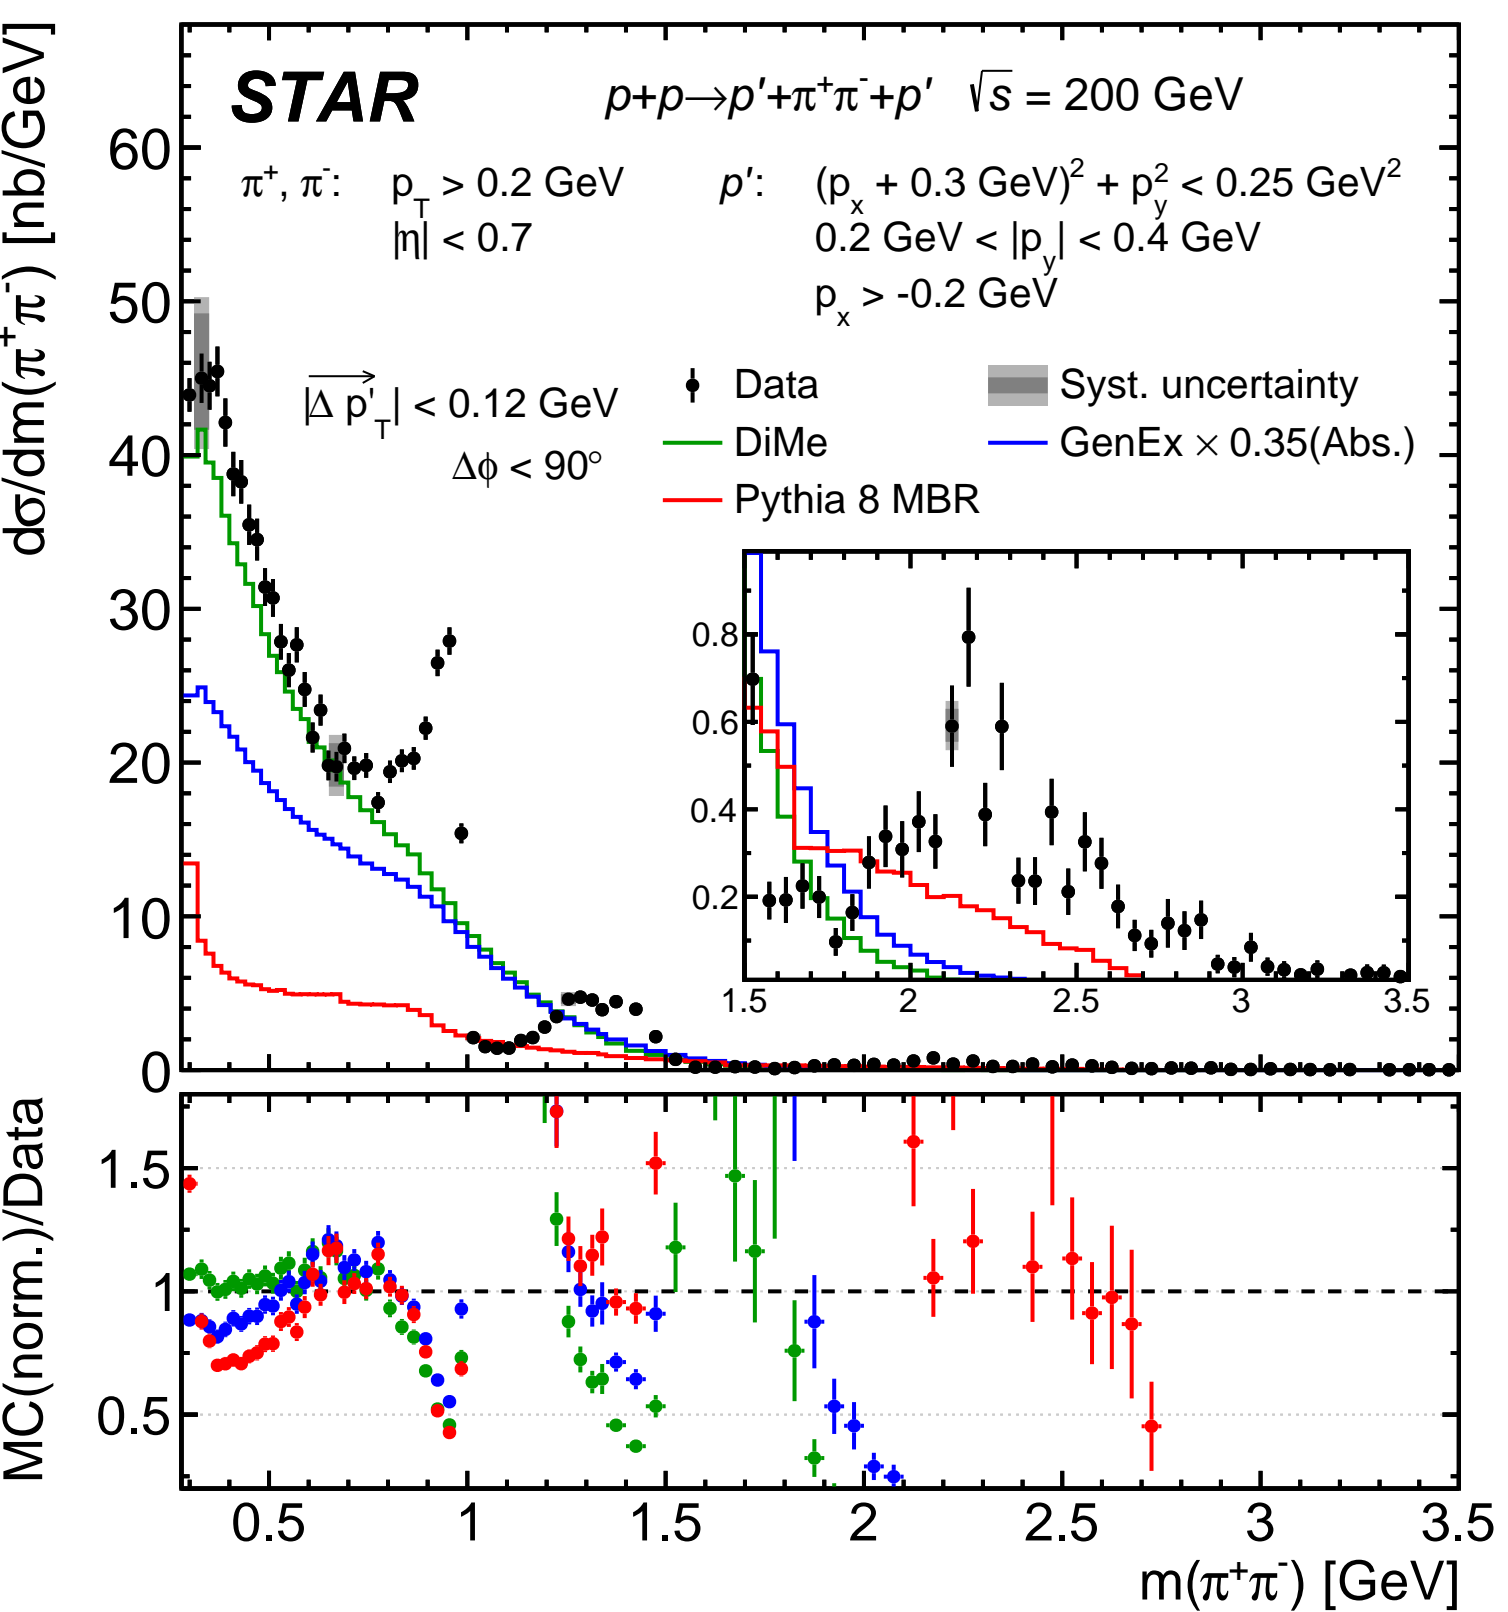 STAR
p+p→p'+π⁺π⁻+p' √s = 200 GeV
π⁺, π⁻: p_T > 0.2 GeV
|η| < 0.7
p': (p_x + 0.3 GeV)² + p_y² < 0.25 GeV²
0.2 GeV < |p_y| < 0.4 GeV
p_x > -0.2 GeV
|Δ p'_T| < 0.12 GeV
Δφ < 90°
Data
Syst. uncertainty
DiMe
GenEx × 0.35(Abs.)
Pythia 8 MBR
dσ/dm(π⁺π⁻) [nb/GeV]
60
50
40
30
20
10
0
0.8
0.6
0.4
0.2
1.5 2 2.5 3 3.5
MC(norm.)/Data
1.5
1
0.5
0.5 1 1.5 2 2.5 3 3.5
m(π⁺π⁻) [GeV]